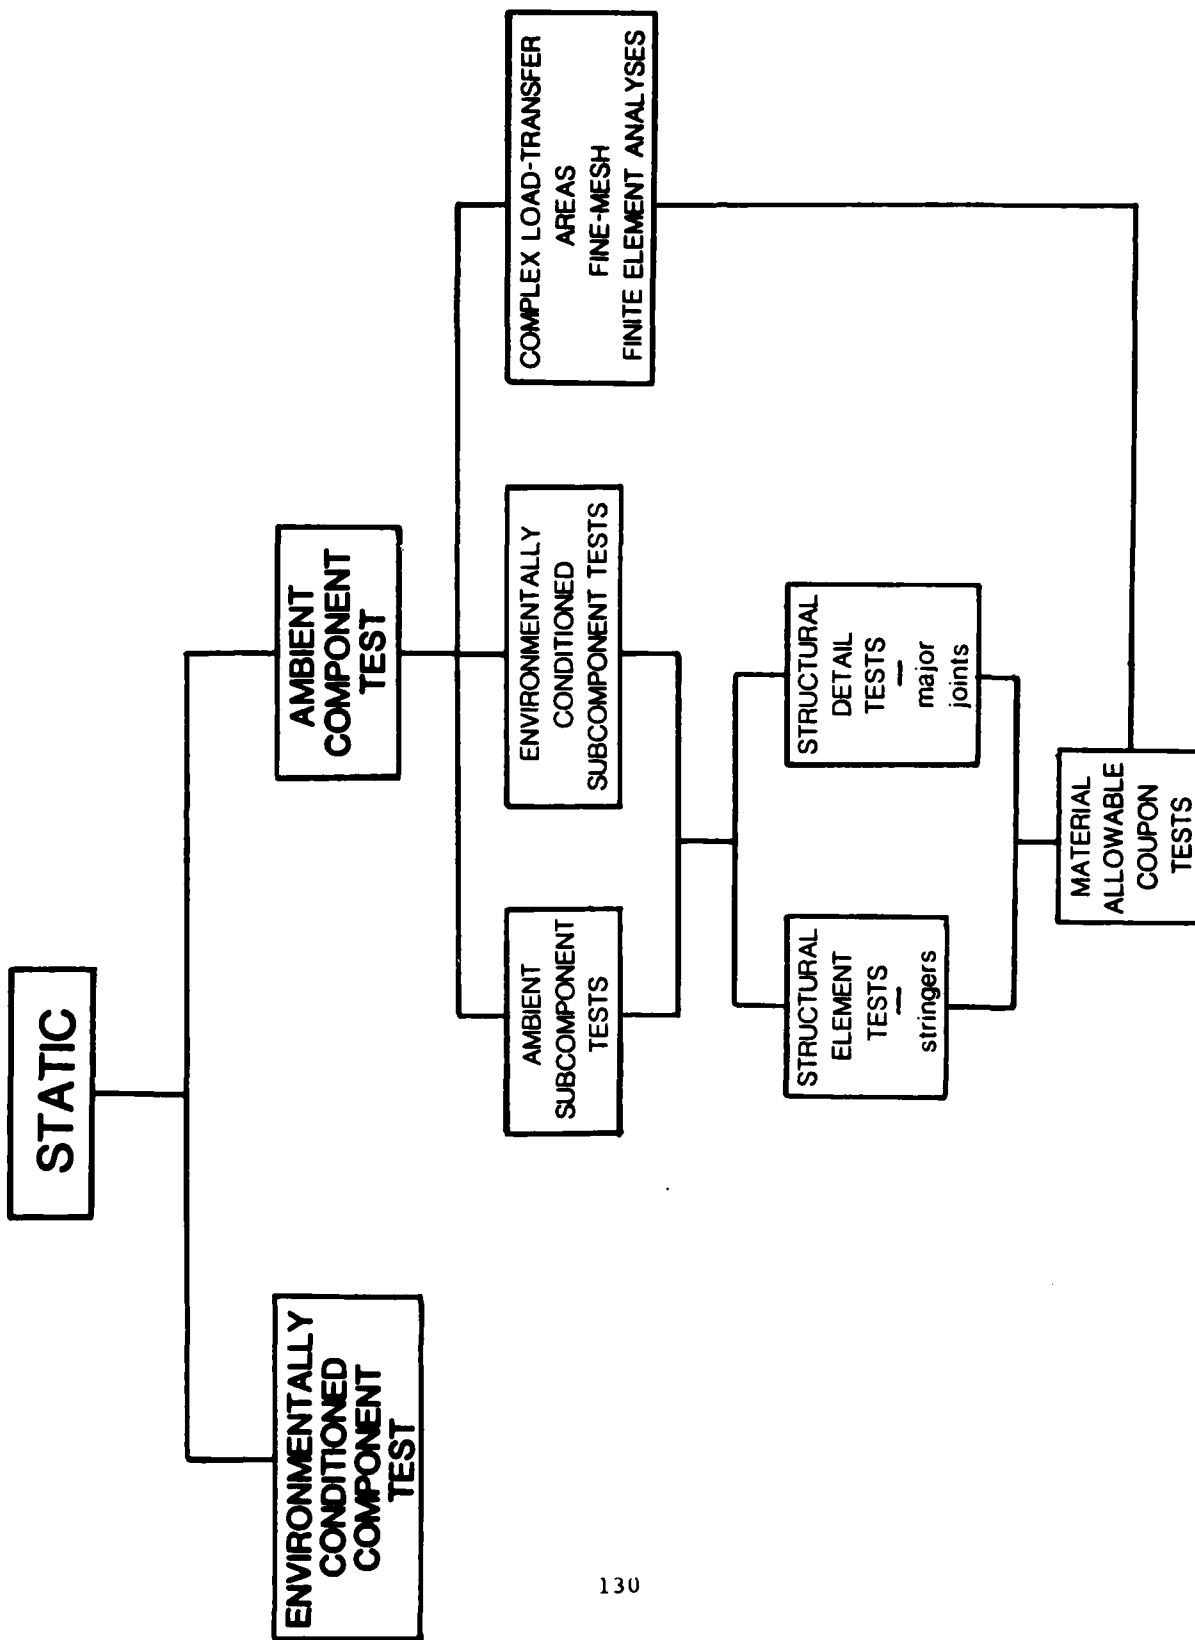 STATIC
ENVIRONMENTALLY
CONDITIONED
COMPONENT
TEST
AMBIENT
COMPONENT
TEST
AMBIENT
SUBCOMPONENT
TESTS
ENVIRONMENTALLY
CONDITIONED
SUBCOMPONENT TESTS
COMPLEX LOAD-TRANSFER
AREAS
FINE-MESH
FINITE ELEMENT ANALYSES
STRUCTURAL
ELEMENT
TESTS
—
stringers
STRUCTURAL
DETAIL
TESTS
—
major
joints
MATERIAL
ALLOWABLE
COUPON
TESTS
130